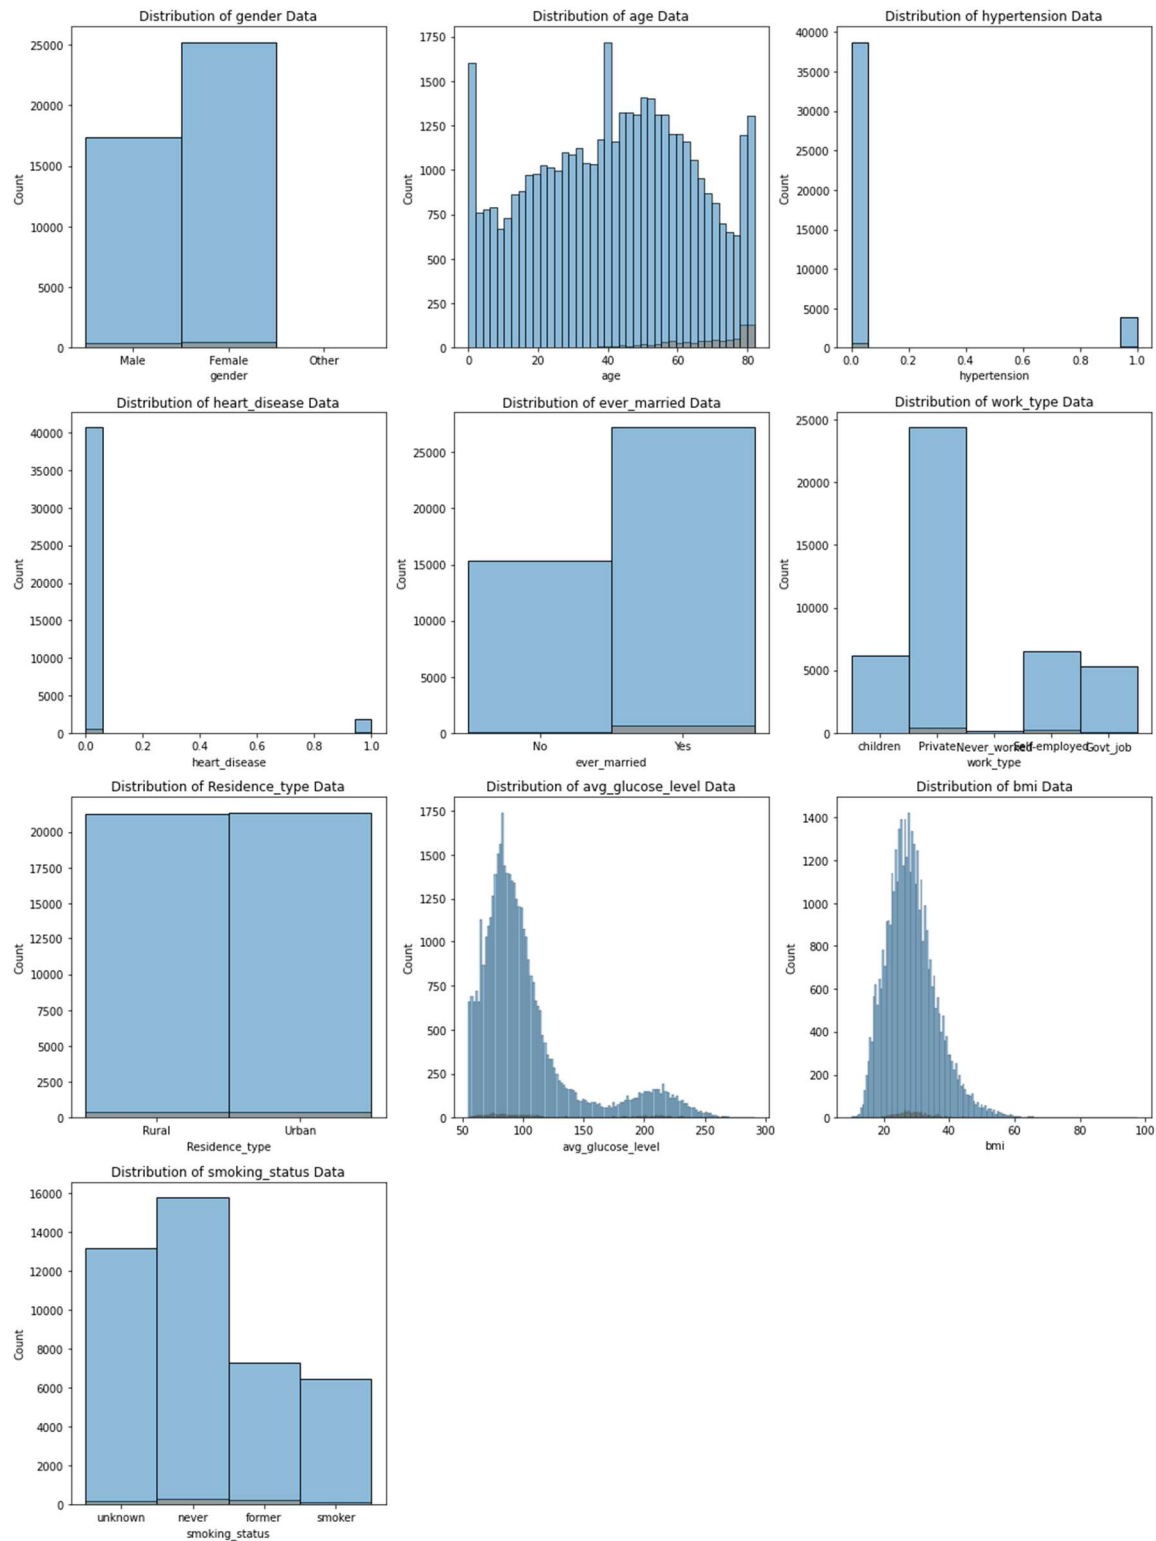 Distribution of gender Data
Count
25000
20000
15000
10000
5000
0
Male Female Other
gender
Distribution of age Data
Count
1750
1500
1250
1000
750
500
250
0
0 20 40 60 80
age
Distribution of hypertension Data
Count
40000
35000
30000
25000
20000
15000
10000
5000
0
0.0 0.2 0.4 0.6 0.8 1.0
hypertension
Distribution of heart_disease Data
Count
40000
35000
30000
25000
20000
15000
10000
5000
0
0.0 0.2 0.4 0.6 0.8 1.0
heart_disease
Distribution of ever_married Data
Count
25000
20000
15000
10000
5000
0
No Yes
ever_married
Distribution of work_type Data
Count
25000
20000
15000
10000
5000
0
children Private Never_worked Self-employed Govt_job
work_type
Distribution of Residence_type Data
Count
20000
17500
15000
12500
10000
7500
5000
2500
0
Rural Urban
Residence_type
Distribution of avg_glucose_level Data
Count
1750
1500
1250
1000
750
500
250
0
50 100 150 200 250 300
avg_glucose_level
Distribution of bmi Data
Count
1400
1200
1000
800
600
400
200
0
20 40 60 80 100
bmi
Distribution of smoking_status Data
Count
16000
14000
12000
10000
8000
6000
4000
2000
0
unknown never former smoker
smoking_status